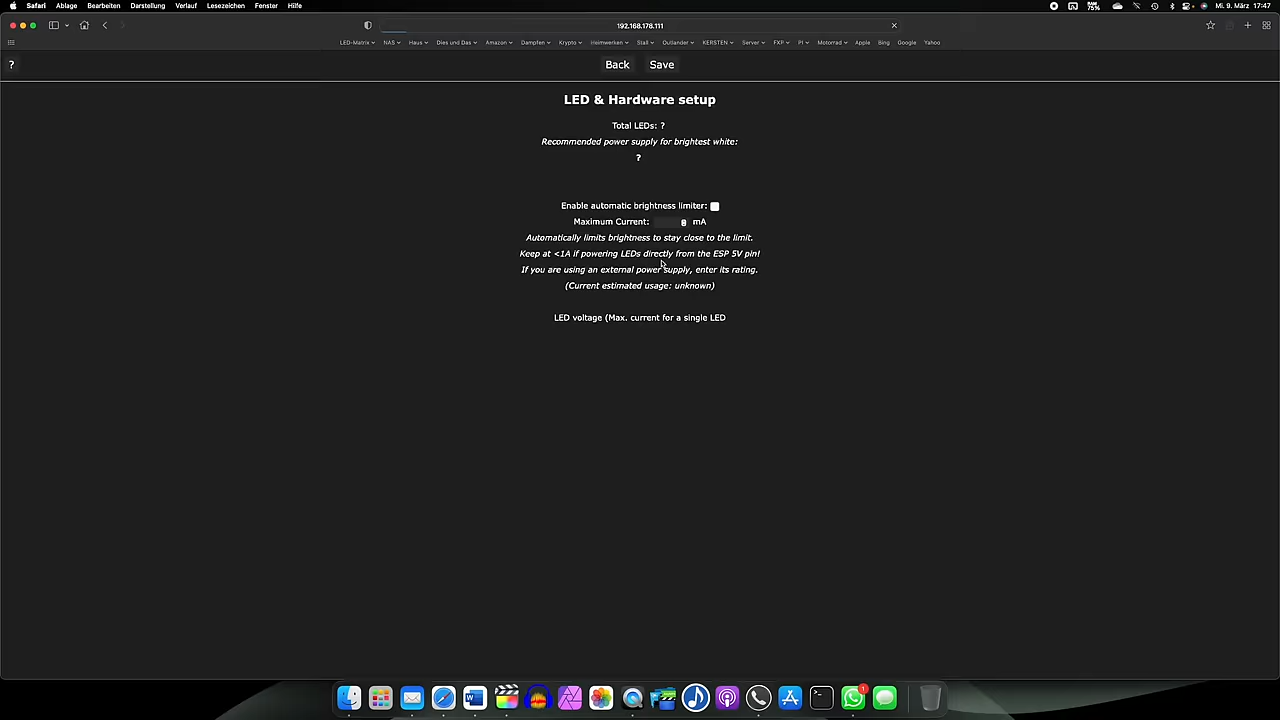 Safari Ablage Bearbeiten Darstellung Verlauf Lesezeichen Fenster Hilfe
RAM 75% Mi. 9. März 17:47
192.168.178.111
LED-Matrix NAS Haus Dies und Das Amazon Dampfen Krypto Heimwerken Stall Outlander KERSTEN Server FXP PI Motorrad Apple Bing Google Yahoo
? Back Save
LED & Hardware setup
Total LEDs: ?
Recommended power supply for brightest white:
?
Enable automatic brightness limiter:
Maximum Current: mA
Automatically limits brightness to stay close to the limit.
Keep at <1A if powering LEDs directly from the ESP 5V pin!
If you are using an external power supply, enter its rating.
(Current estimated usage: unknown)
LED voltage (Max. current for a single LED
1